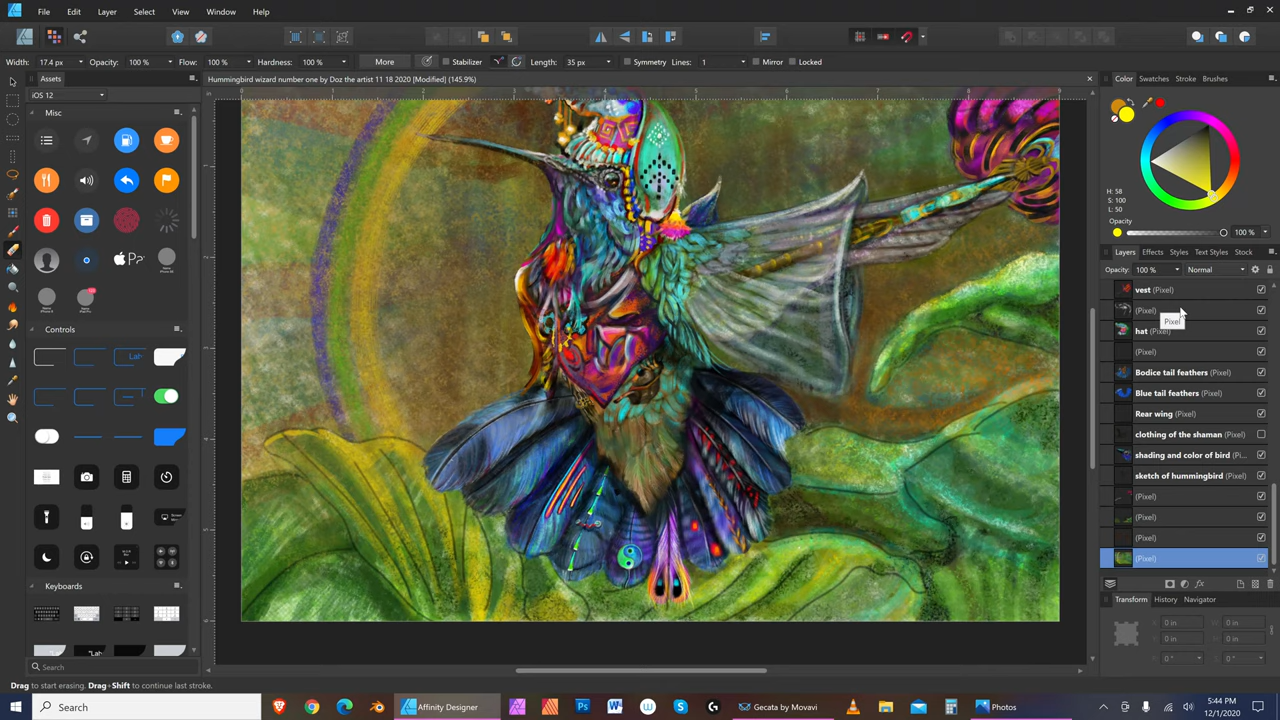 File Edit Layer Select View Window Help
Width: 17.4 px Opacity: 100 % Flow: 100 % Hardness: 100 % More Stabilizer Length: 35 px Symmetry Lines: 1 Mirror Locked
Assets
Hummingbird wizard number one by Doz the artist 11 18 2020 [Modified] (145.9%)
Color Swatches Stroke Brushes
iOS 12
Misc
H: 58
S: 100
L: 50
Opacity
100 %
Layers Effects Styles Text Styles Stock
Opacity: 100 % Normal
vest (Pixel)
(Pixel)
Pixel
hat (Pixel)
(Pixel)
Bodice tail feathers (Pixel)
Blue tail feathers (Pixel)
Rear wing (Pixel)
clothing of the shaman (Pixel)
shading and color of bird (Pi...
sketch of hummingbird (Pixel)
(Pixel)
(Pixel)
(Pixel)
(Pixel)
Controls
Keyboards
Transform History Navigator
X: 0 in W: 0 in
Y: 0 in H: 0 in
R: 0 ° S: 0 °
Search
Drag to start erasing. Drag+Shift to continue last stroke.
Search
Affinity Designer
Gecata by Movavi
Photos
5:44 PM
12/1/2020